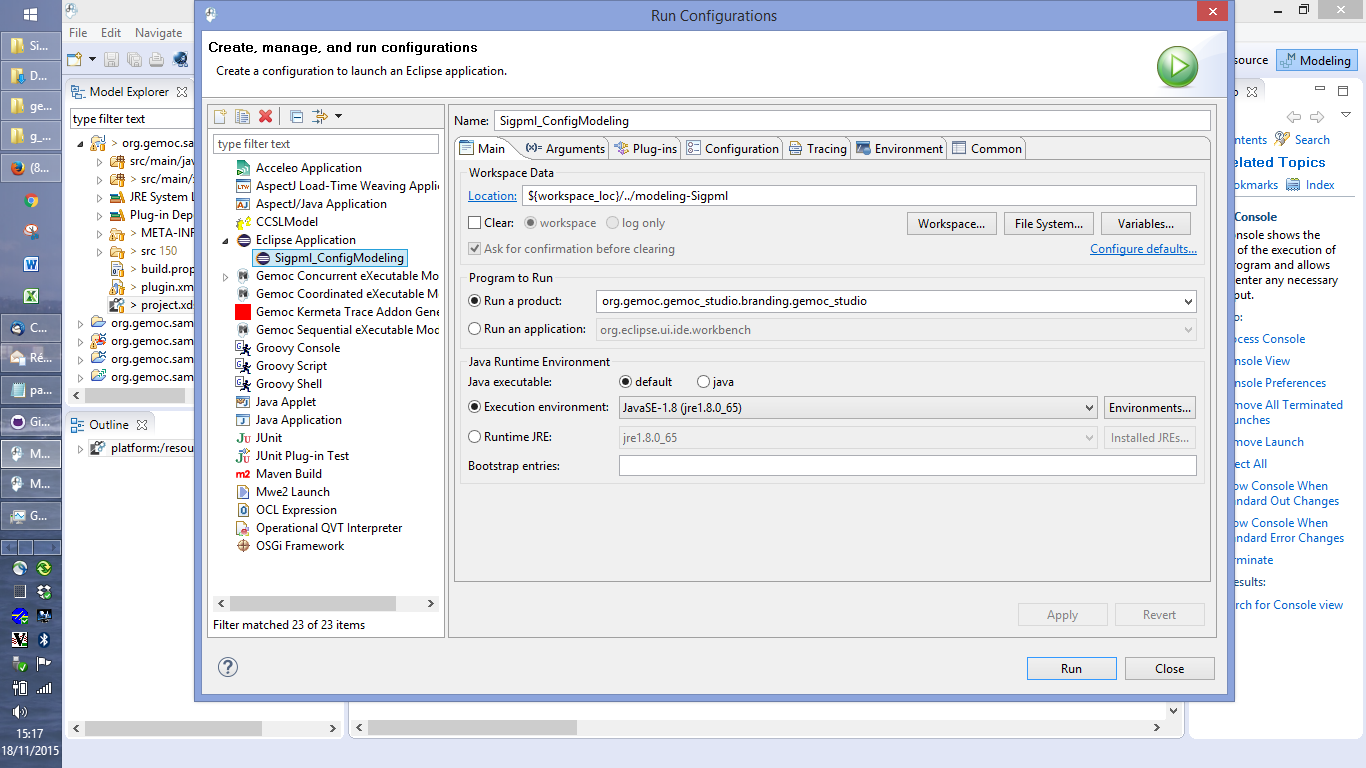 Run Configurations
Create, manage, and run configurations
Create a configuration to launch an Eclipse application.
type filter text
Acceleo Application
AspectJ Load-Time Weaving Appli
AspectJ/Java Application
CCSLModel
Eclipse Application
Sigpml_ConfigModeling
Gemoc Concurrent eXecutable Mo
Gemoc Coordinated eXecutable M
Gemoc Kermeta Trace Addon Gene
Gemoc Sequential eXecutable Moc
Groovy Console
Groovy Script
Groovy Shell
Java Applet
Java Application
JUnit
JUnit Plug-in Test
Maven Build
Mwe2 Launch
OCL Expression
Operational QVT Interpreter
OSGi Framework
Filter matched 23 of 23 items
Name: Sigpml_ConfigModeling
Main Arguments Plug-ins Configuration Tracing Environment Common
Workspace Data
Location: ${workspace_loc}/../modeling-Sigpml
Clear: workspace log only Workspace... File System... Variables...
Ask for confirmation before clearing Configure defaults...
Program to Run
Run a product: org.gemoc.gemoc_studio.branding.gemoc_studio
Run an application: org.eclipse.ui.ide.workbench
Java Runtime Environment
Java executable: default java
Execution environment: JavaSE-1.8 (jre1.8.0_65) Environments...
Runtime JRE: jre1.8.0_65 Installed JREs...
Bootstrap entries:
Apply Revert
Run Close
File Edit Navigate
Model Explorer
type filter text
> org.gemoc.sa
src/main/jav
> src/main/x
JRE System L
Plug-in Dep
> META-INF
> src 150
> build.prop
> plugin.xm
> project.xds
org.gemoc.sam
org.gemoc.sam
org.gemoc.sam
org.gemoc.sam
Outline
platform:/resou
Si...
D...
ge...
g_...
(8...
C...
Ré...
pa...
Gi...
M...
M...
G...
15:17
18/11/2015
source Modeling
ntents Search
elated Topics
okmarks Index
Console
onsole shows the
of the execution of
rogram and allows
enter any necessary
out.
o:
ocess Console
nsole View
nsole Preferences
move All Terminated
unches
move Launch
ect All
ow Console When
andard Out Changes
ow Console When
andard Error Changes
rminate
esults:
rch for Console view